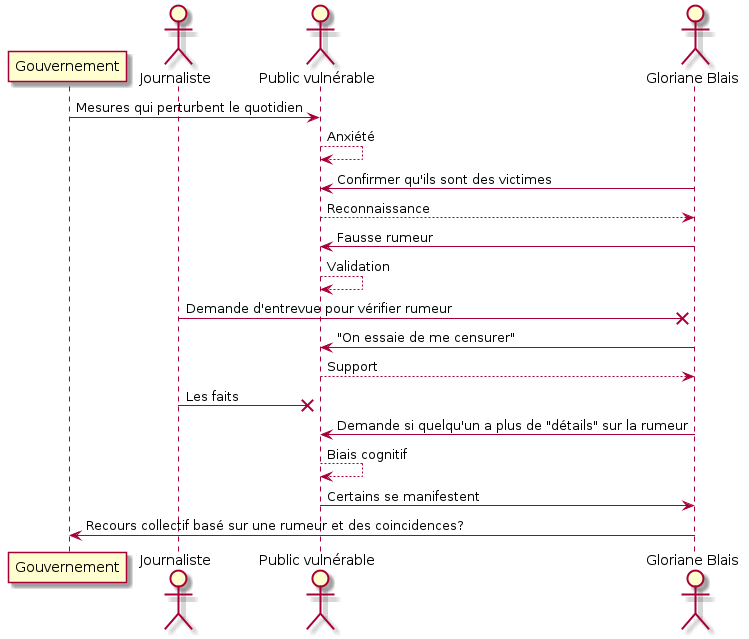 Gouvernement
Journaliste
Public vulnérable
Gloriane Blais
Mesures qui perturbent le quotidien
Anxiété
Confirmer qu'ils sont des victimes
Reconnaissance
Fausse rumeur
Validation
Demande d'entrevue pour vérifier rumeur
"On essaie de me censurer"
Support
Les faits
Demande si quelqu'un a plus de "détails" sur la rumeur
Biais cognitif
Certains se manifestent
Recours collectif basé sur une rumeur et des coincidences?
Gouvernement
Journaliste
Public vulnérable
Gloriane Blais